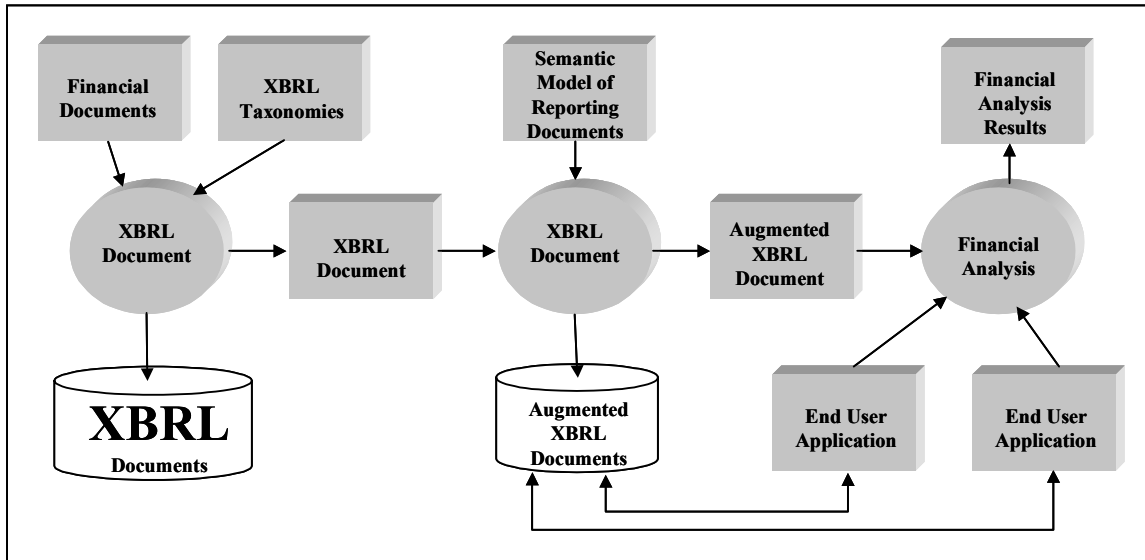 Financial
Documents
XBRL
Taxonomies
Semantic
Model of
Reporting
Documents
Financial
Analysis
Results
XBRL
Document
XBRL
Document
XBRL
Document
Augmented
XBRL
Document
Financial
Analysis
XBRL
Documents
Augmented
XBRL
Documents
End User
Application
End User
Application